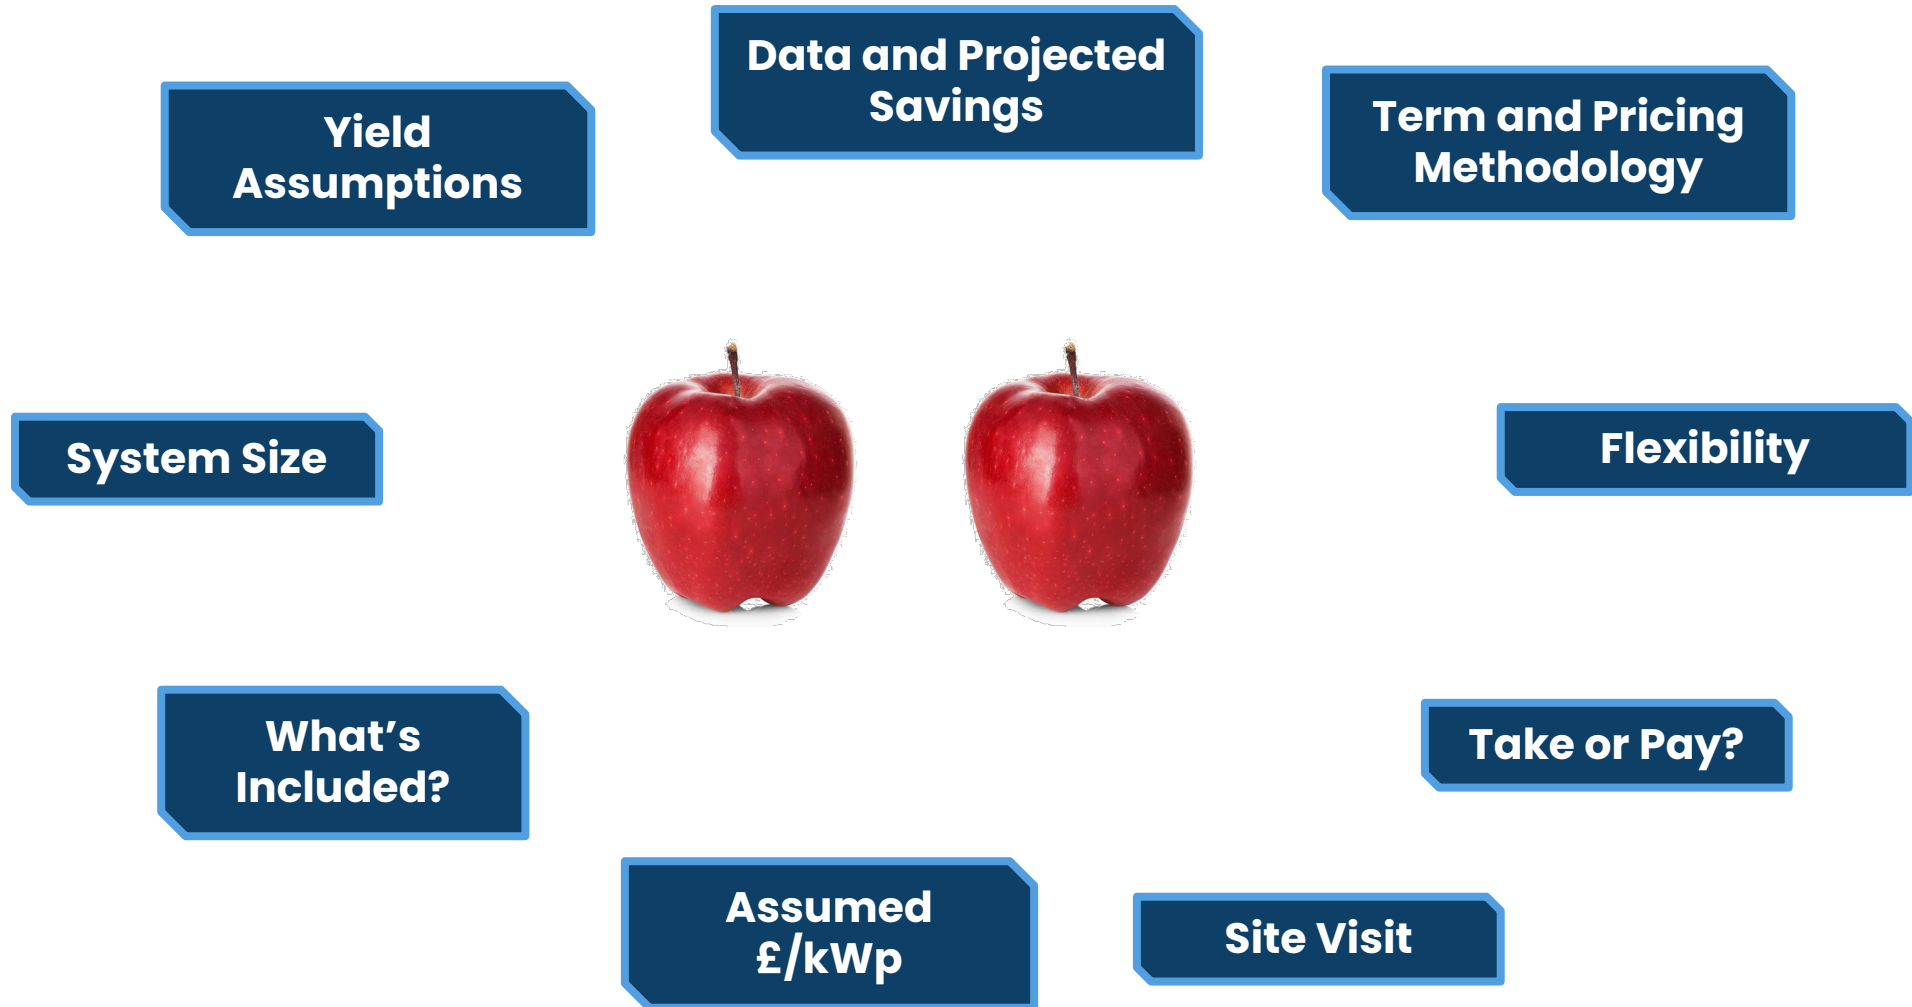 Data and Projected
Savings
Yield
Assumptions
Term and Pricing
Methodology
System Size
Flexibility
What’s
Included?
Take or Pay?
Assumed
£/kWp
Site Visit